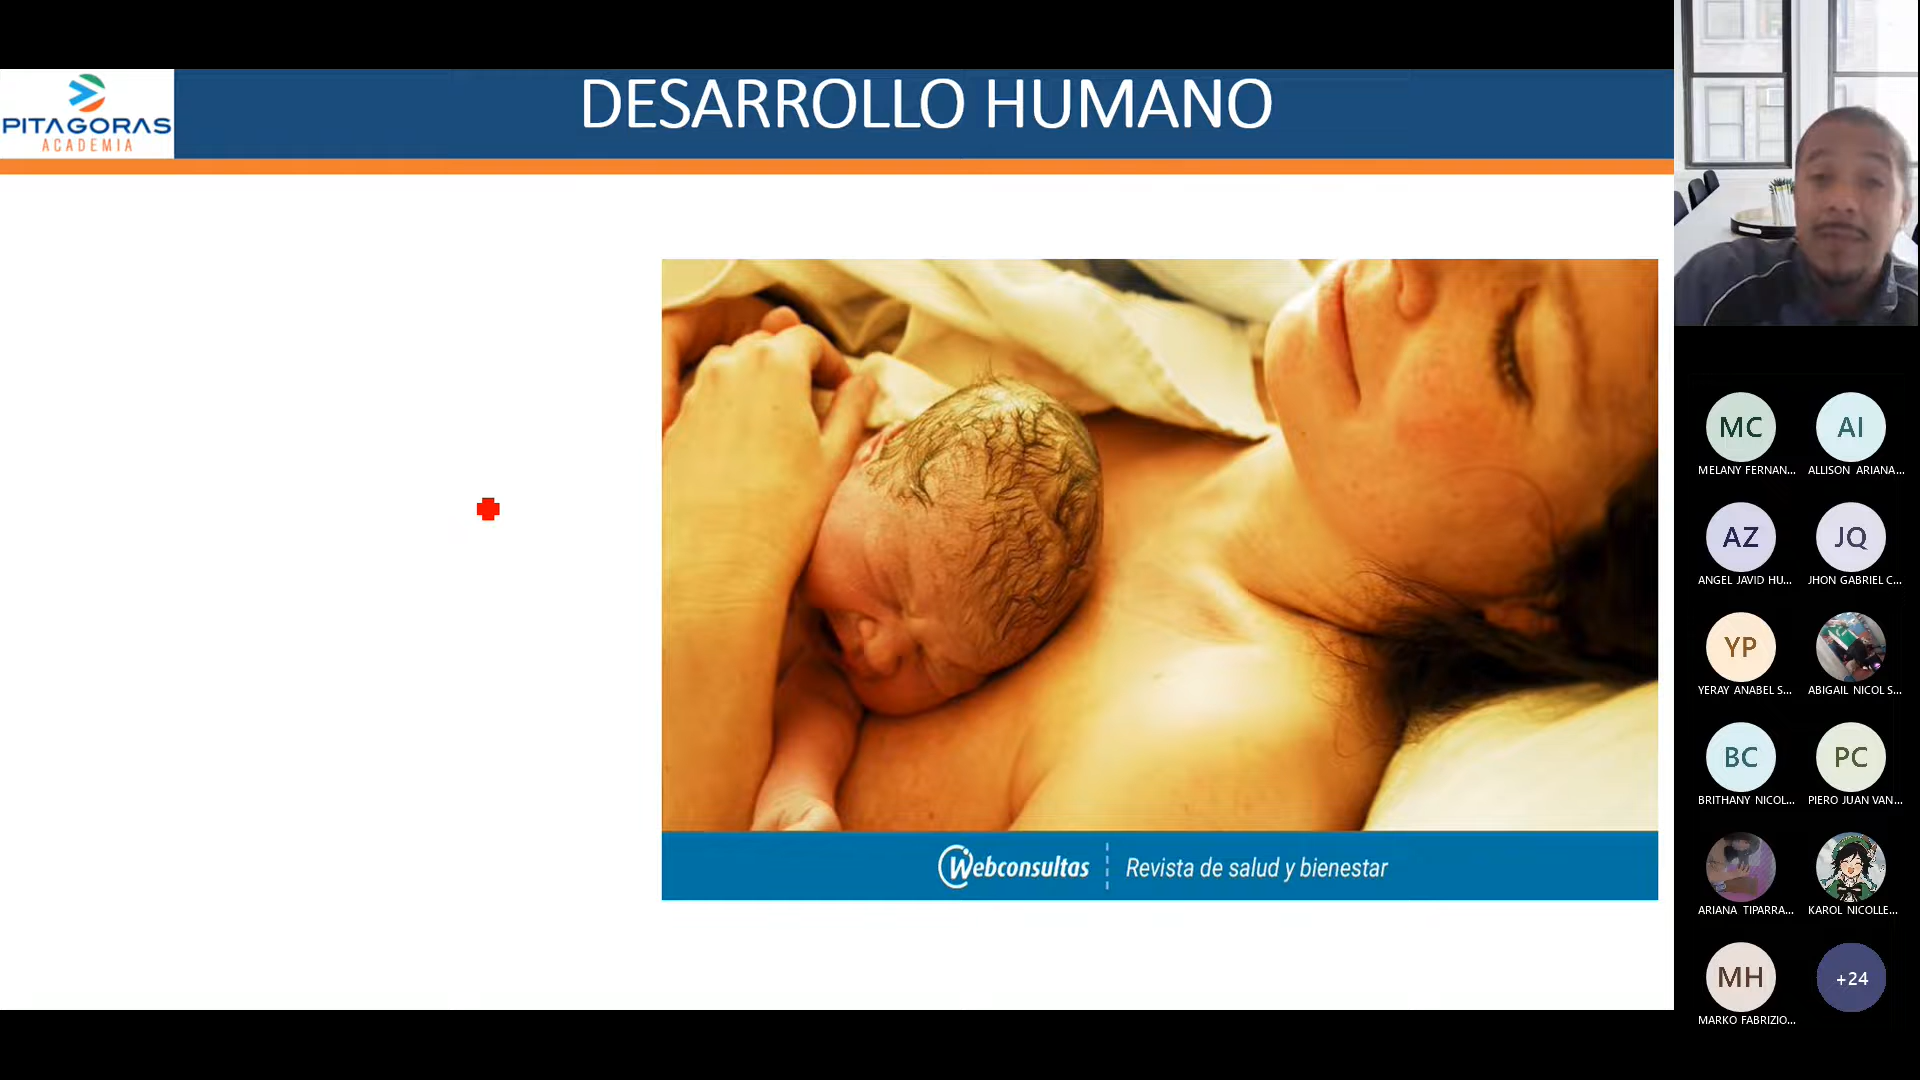 PITAGORAS
ACADEMIA
DESARROLLO HUMANO
Webconsultas
Revista de salud y bienestar
MC
MELANY FERNAN...
AI
ALLISON ARIANA...
AZ
ANGEL JAVID HU...
JQ
JHON GABRIEL C...
YP
YERAY ANABEL S...
ABIGAIL NICOL S...
BC
BRITHANY NICOL...
PC
PIERO JUAN VAN...
ARIANA TIPARRA...
KAROL NICOLLE...
MH
MARKO FABRIZIO...
+24